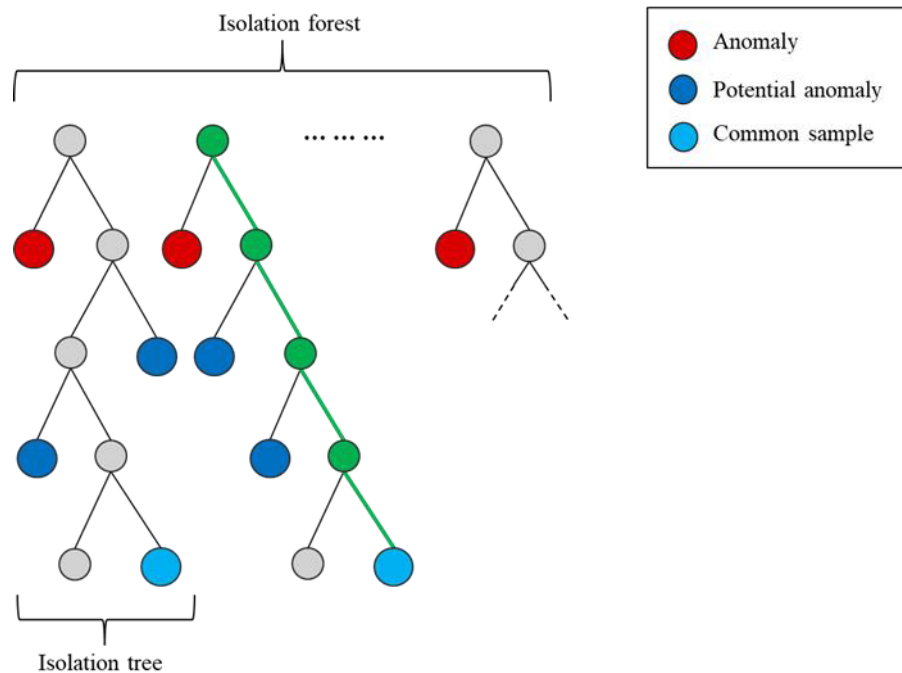 Isolation forest
Anomaly
Potential anomaly
Common sample
... ... ...
Isolation tree